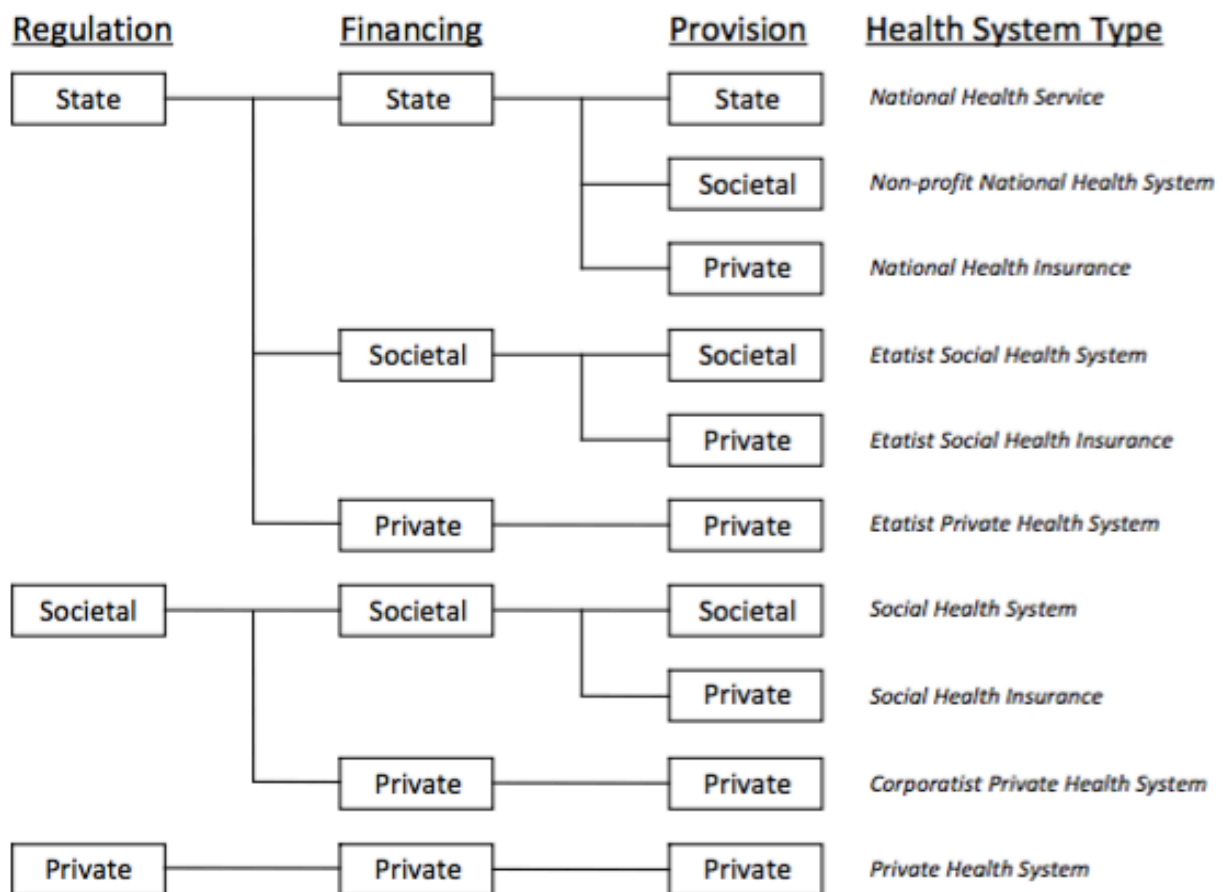 Regulation Financing Provision Health System Type
State State State National Health Service
Societal Non-profit National Health System
Private National Health Insurance
Societal Societal Etatist Social Health System
Private Etatist Social Health Insurance
Private Private Etatist Private Health System
Societal Societal Societal Social Health System
Private Social Health Insurance
Private Private Corporatist Private Health System
Private Private Private Private Health System